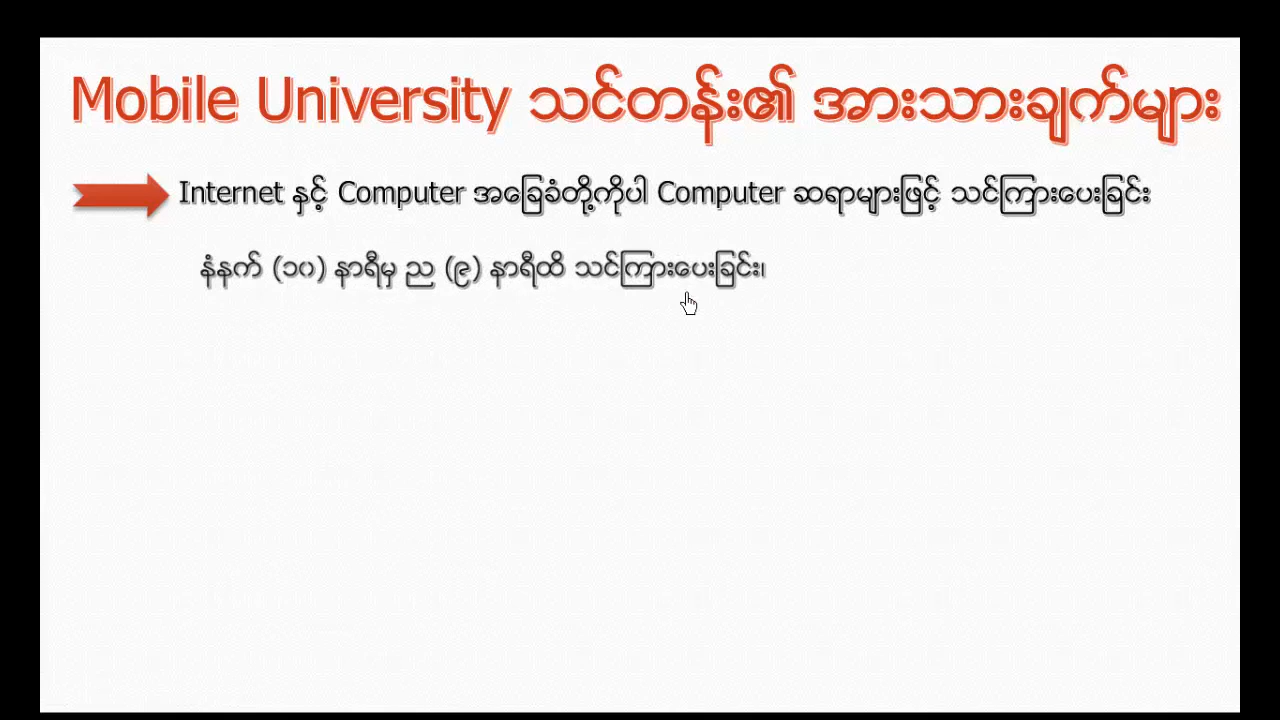 Mobile University သင်တန်း၏ အားသားချက်များ
Internet နှင့် Computer အခြေခံတို့ကိုပါ Computer ဆရာများဖြင့် သင်ကြားပေးခြင်း
နံနက် (၁၀) နာရီမှ ည (၉) နာရီထိ သင်ကြားပေးခြင်း၊